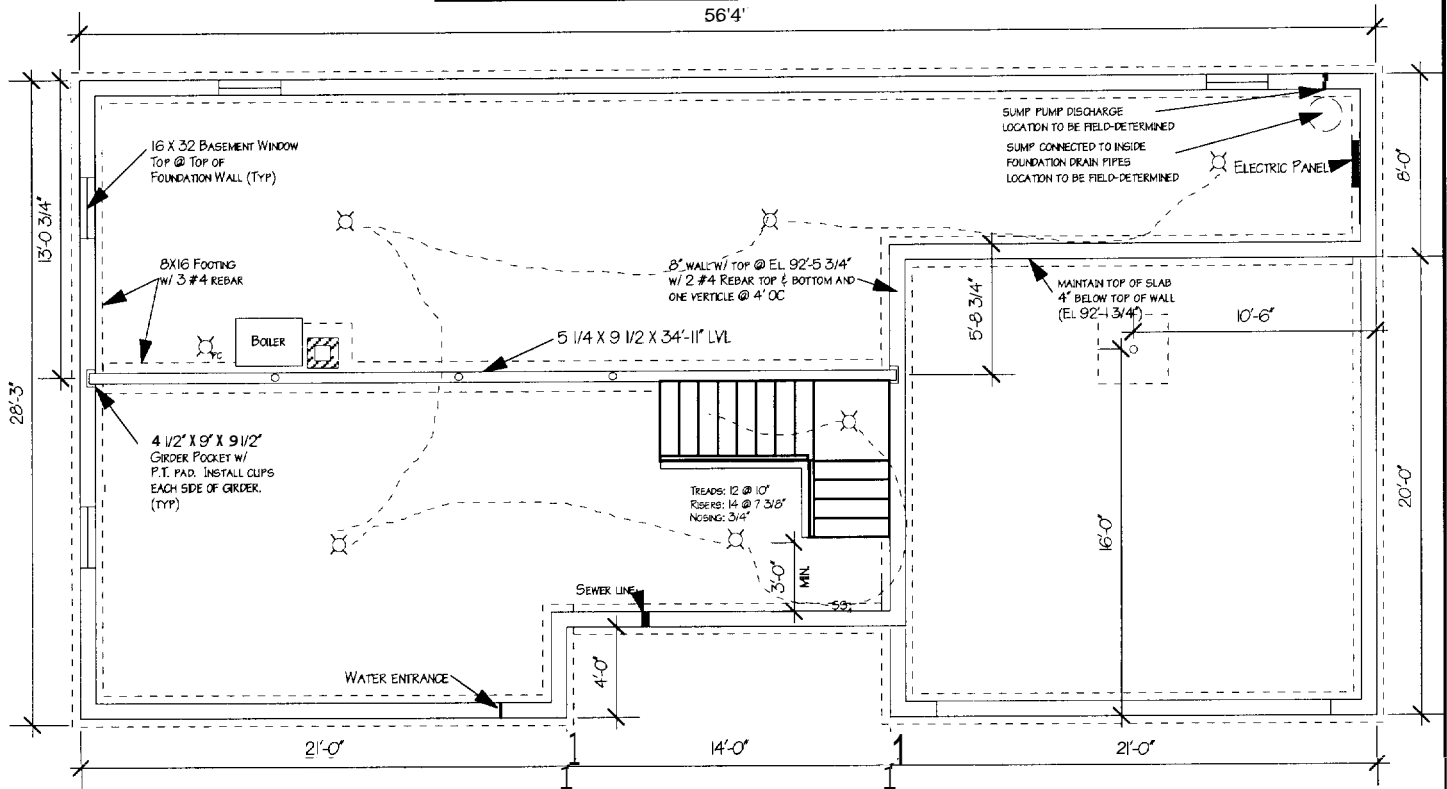 56'4'
SUMP PUMP DISCHARGE
LOCATION TO BE FIELD-DETERMINED
SUMP CONNECTED TO INSIDE
FOUNDATION DRAIN PIPES
LOCATION TO BE FIELD-DETERMINED
ELECTRIC PANEL
8'-0"
16 X 32 BASEMENT WINDOW
TOP @ TOP OF
FOUNDATION WALL (TYP)
13'-0 3/4"
8X16 FOOTING
W/ 3 #4 REBAR
8" WALL W/ TOP @ EL 92'-5 3/4"
W/ 2 #4 REBAR TOP & BOTTOM AND
ONE VERTICLE @ 4' OC
MAINTAIN TOP OF SLAB
4" BELOW TOP OF WALL
(EL 92'-1 3/4")
5'-8 3/4"
10'-6"
BOILER
PC
5 1/4 X 9 1/2 X 34'-11" LVL
28'-3"
4 1/2" X 9" X 9 1/2"
GIRDER POCKET W/
P.T. PAD. INSTALL CLIPS
EACH SIDE OF GIRDER.
(TYP)
TREADS: 12 @ 10"
RISERS: 14 @ 7 3/8"
NOSING: 3/4"
20'-0"
16'-0"
3'-0"
MIN.
SEWER LINE
4'-0"
WATER ENTRANCE
21'-0"
1
14'-0"
1
21'-0"